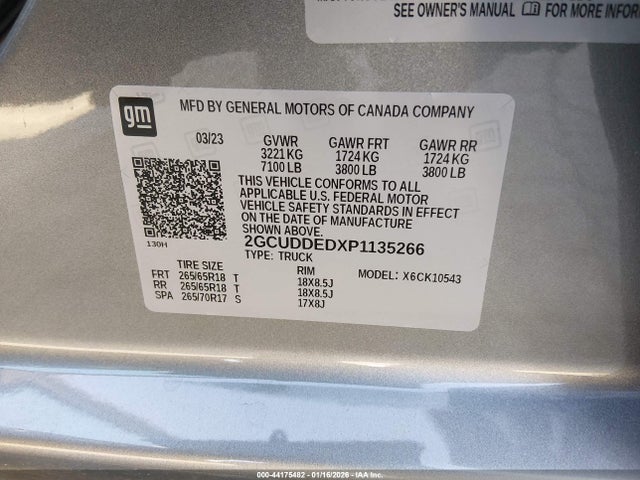 SEE OWNER'S MANUAL FOR MORE INFOR
gm
MFD BY GENERAL MOTORS OF CANADA COMPANY
03/23 GVWR GAWR FRT GAWR RR
3221 KG 1724 KG 1724 KG
7100 LB 3800 LB 3800 LB
THIS VEHICLE CONFORMS TO ALL
APPLICABLE U.S. FEDERAL MOTOR
VEHICLE SAFETY STANDARDS IN EFFECT
ON THE DATE OF MANUFACTURE
SHOWN ABOVE.
130H
2GCUDDEDXP1135266
TYPE: TRUCK
TIRE SIZE RIM MODEL: X6CK10543
FRT 265/65R18 T 18X8.5J
RR 265/65R18 T 18X8.5J
SPA 265/70R17 S 17X8J
000-44175482 - 01/16/2026 - IAA Inc.